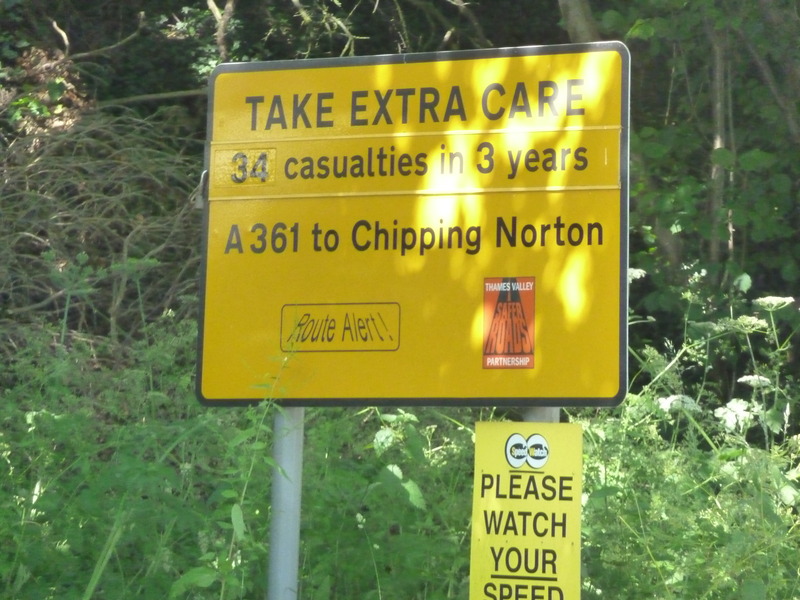 TAKE EXTRA CARE
34 casualties in 3 years
A361 to Chipping Norton
Route Alert!
THAMES VALLEY
SAFER
ROADS
PARTNERSHIP
Speed Watch
PLEASE
WATCH
YOUR
SPEED